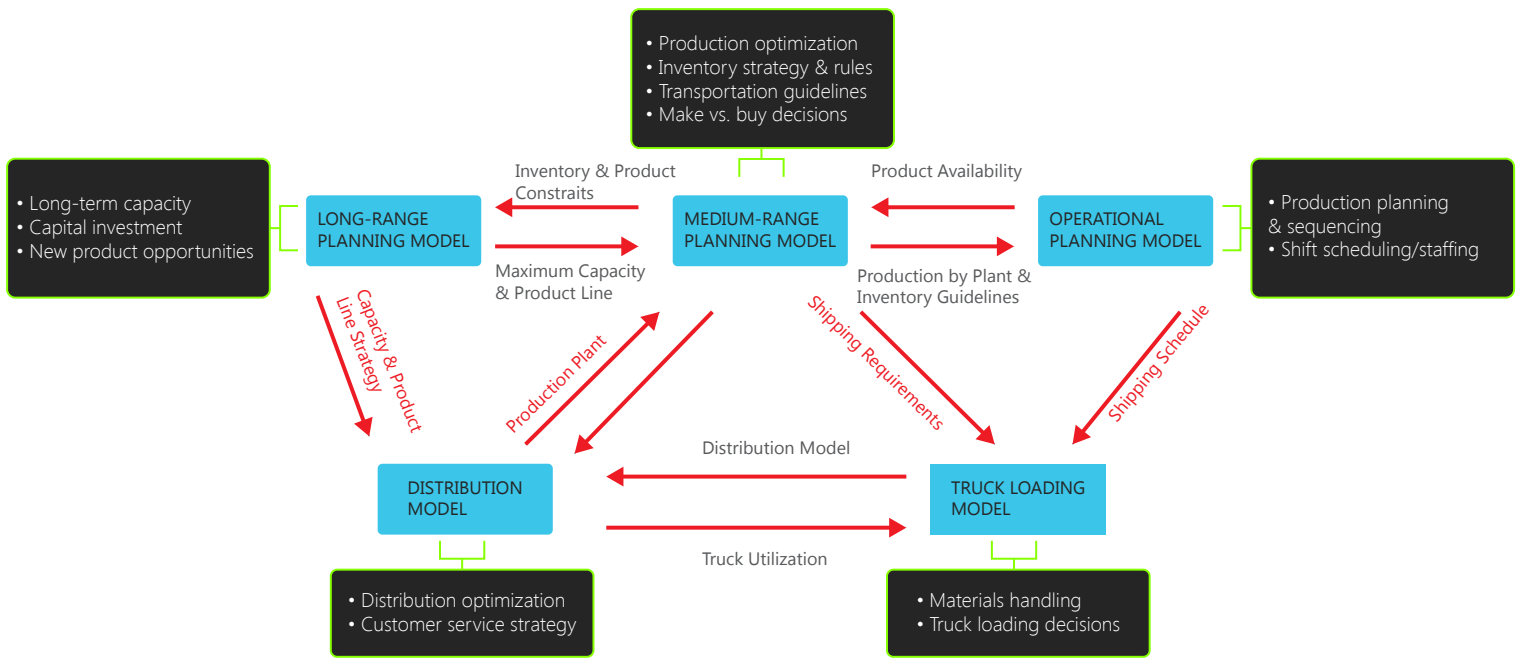 • Production optimization
• Inventory strategy & rules
• Transportation guidelines
• Make vs. buy decisions
Inventory & Product
Constraits
Product Availability
• Long-term capacity
• Capital investment
• New product opportunities
LONG-RANGE
PLANNING MODEL
MEDIUM-RANGE
PLANNING MODEL
OPERATIONAL
PLANNING MODEL
• Production planning
& sequencing
• Shift scheduling/staffing
Maximum Capacity
& Product Line
Production by Plant &
Inventory Guidelines
Capacity & Product
Line Strategy
Production Plant
Shipping Requirements
Shipping Schedule
Distribution Model
DISTRIBUTION
MODEL
TRUCK LOADING
MODEL
Truck Utilization
• Distribution optimization
• Customer service strategy
• Materials handling
• Truck loading decisions